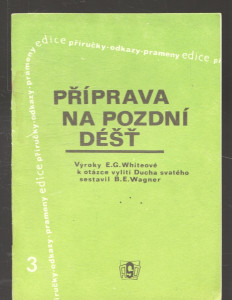 edice příručky-odkazy-prameny edice
příručky-odkazy-prameny edice
PŘÍPRAVA
NA POZDNÍ
DÉŠŤ
Výroky E.G.Whiteové
k otázce vylití Ducha svatého
sestavil B.E.Wagner
3